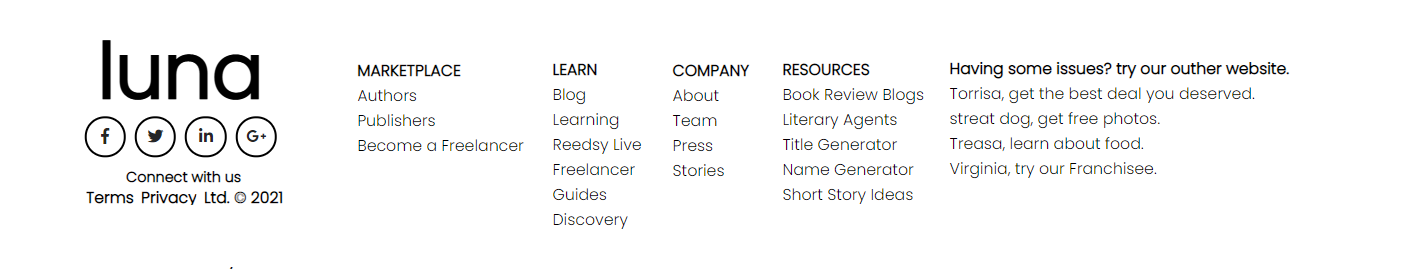 luna
Connect with us
Terms Privacy Ltd. © 2021
MARKETPLACE
Authors
Publishers
Become a Freelancer
LEARN
Blog
Learning
Reedsy Live
Freelancer
Guides
Discovery
COMPANY
About
Team
Press
Stories
RESOURCES
Book Review Blogs
Literary Agents
Title Generator
Name Generator
Short Story Ideas
Having some issues? try our outher website.
Torrisa, get the best deal you deserved.
streat dog, get free photos.
Treasa, learn about food.
Virginia, try our Franchisee.